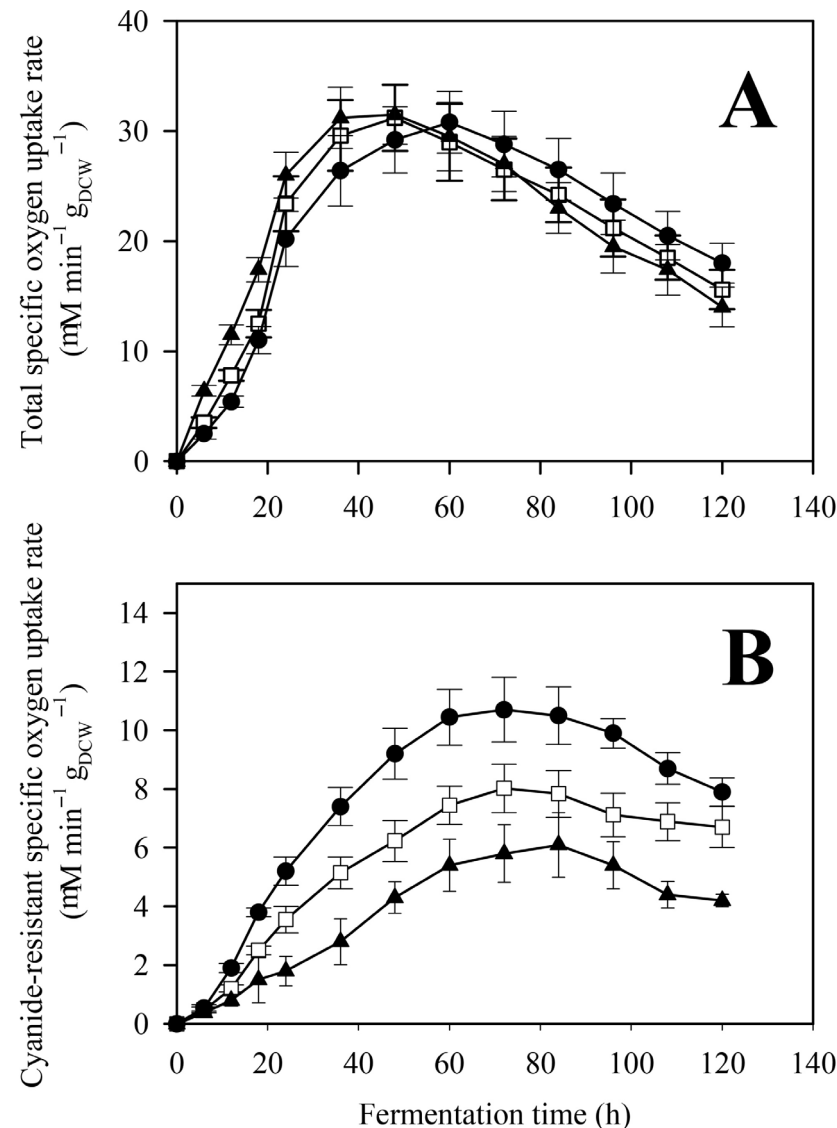 Total specific oxygen uptake rate
(mM min⁻¹ g_DCW⁻¹)
40
30
20
10
0
A
0 20 40 60 80 100 120 140
Cyanide-resistant specific oxygen uptake rate
(mM min⁻¹ g_DCW⁻¹)
14
12
10
8
6
4
2
0
B
0 20 40 60 80 100 120 140
Fermentation time (h)